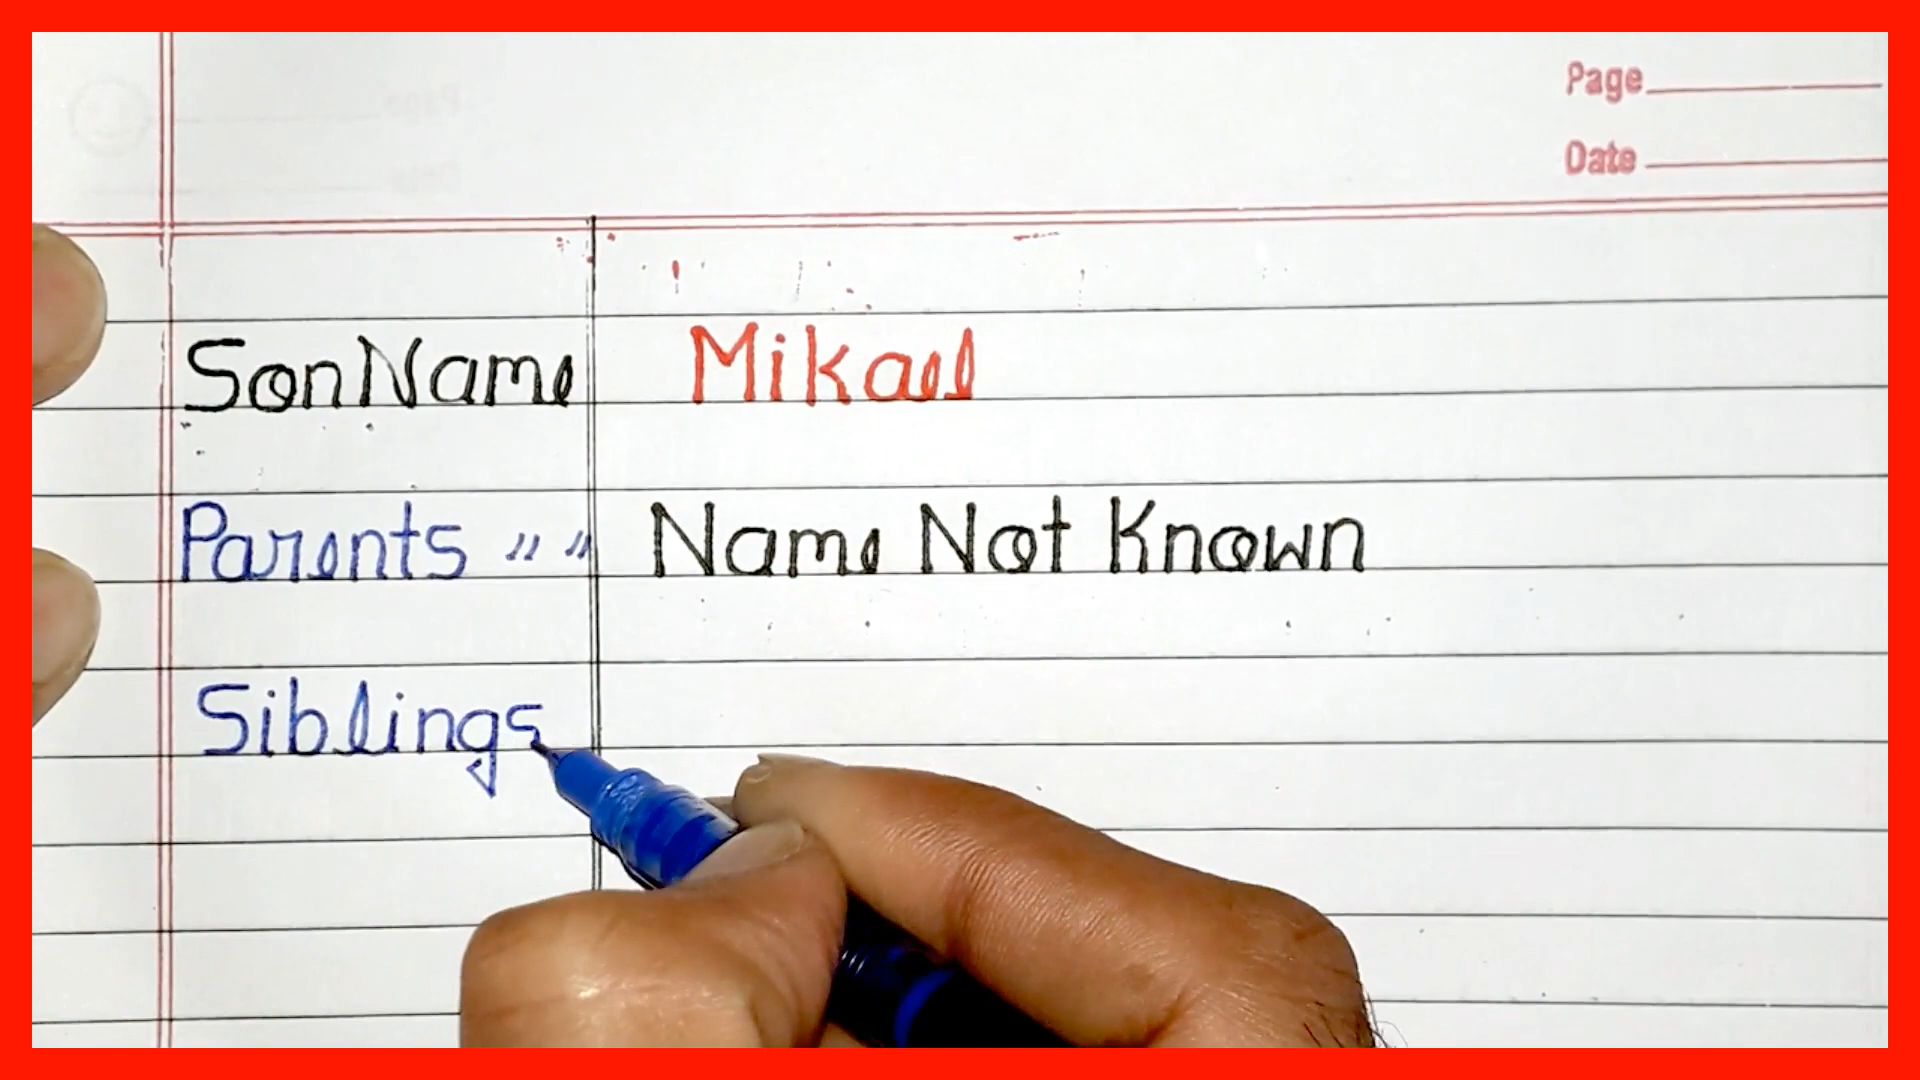 Page
Date
Son Name Mikael
Parents " " Name Not Known
Siblings